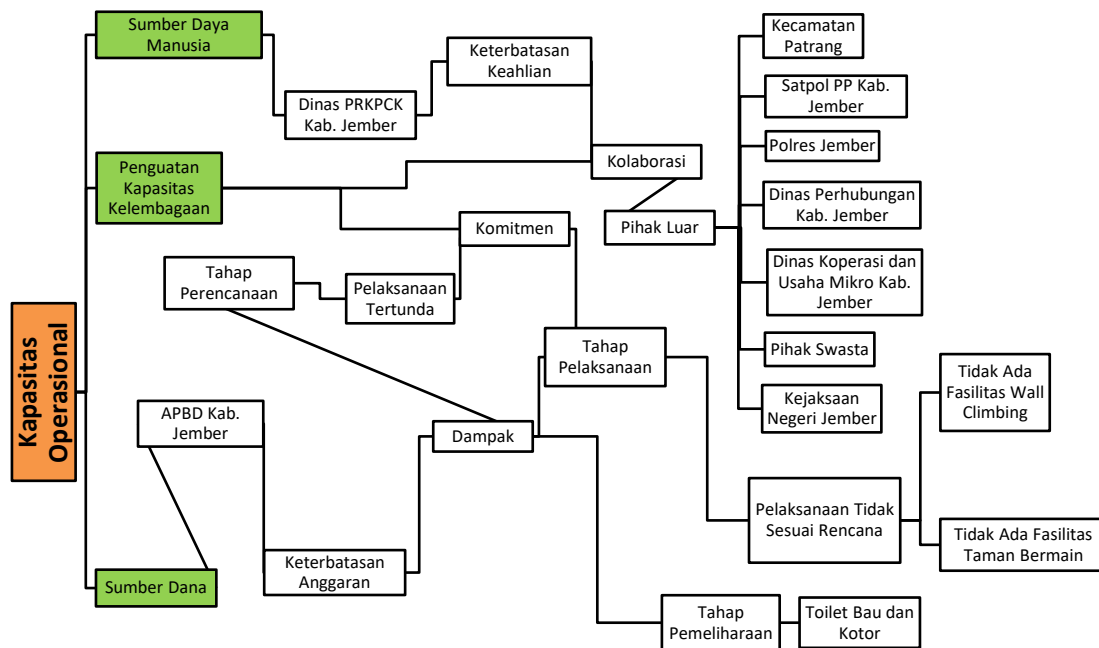 Kapasitas
Operasional
Sumber Daya
Manusia
Dinas PRKPCK
Kab. Jember
Keterbatasan
Keahlian
Penguatan
Kapasitas
Kelembagaan
Kolaborasi
Pihak Luar
Kecamatan
Patrang
Satpol PP Kab.
Jember
Polres Jember
Dinas Perhubungan
Kab. Jember
Dinas Koperasi dan
Usaha Mikro Kab.
Jember
Pihak Swasta
Kejaksaan
Negeri Jember
Komitmen
Tahap
Perencanaan
Pelaksanaan
Tertunda
Tahap
Pelaksanaan
APBD Kab.
Jember
Dampak
Sumber Dana
Keterbatasan
Anggaran
Pelaksanaan Tidak
Sesuai Rencana
Tidak Ada
Fasilitas Wall
Climbing
Tidak Ada Fasilitas
Taman Bermain
Tahap
Pemeliharaan
Toilet Bau dan
Kotor